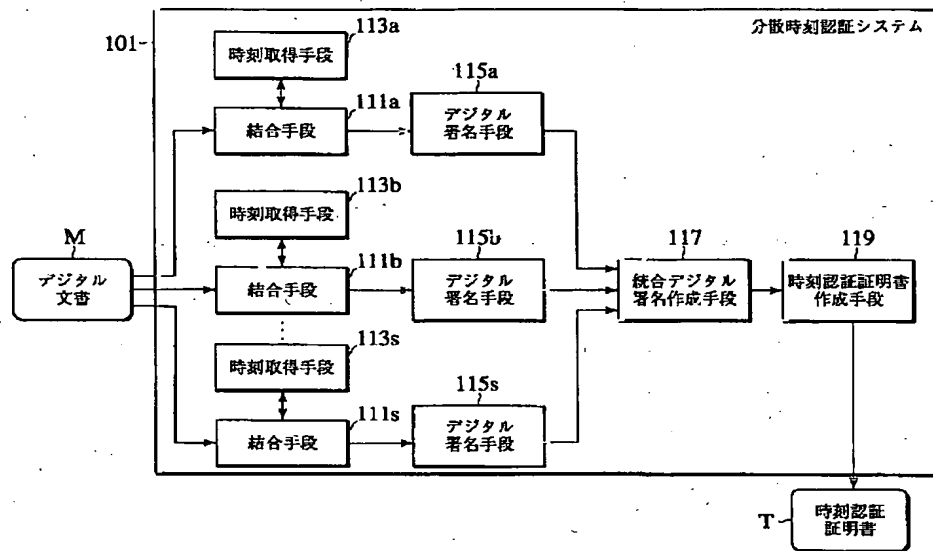 分散時刻認証システム
101
113a
時刻取得手段
111a
結合手段
115a
デジタル
署名手段
113b
時刻取得手段
M
デジタル
文書
111b
結合手段
115b
デジタル
署名手段
117
統合デジタル
署名作成手段
119
時刻認証証明書
作成手段
⋮
113s
時刻取得手段
111s
結合手段
115s
デジタル
署名手段
T
時刻認証
証明書